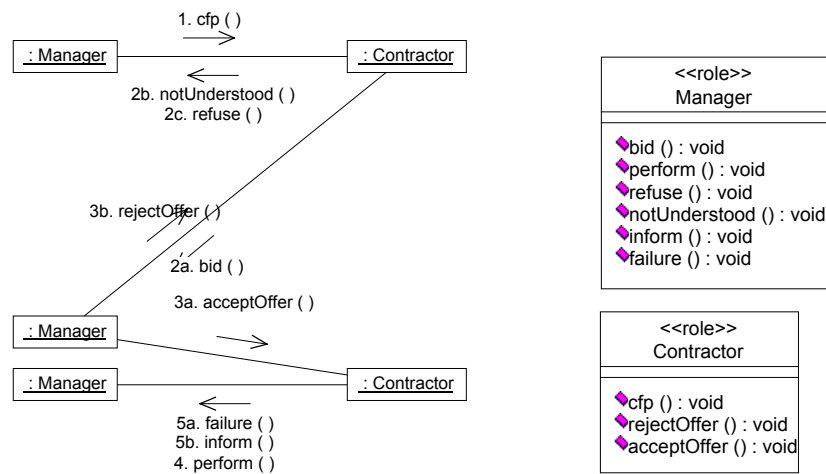 1. cfp ( )
: Manager
: Contractor
2b. notUnderstood ( )
2c. refuse ( )
3b. rejectOffer ( )
2a. bid ( )
3a. acceptOffer ( )
: Manager
: Manager
: Contractor
5a. failure ( )
5b. inform ( )
4. perform ( )
<<role>>
Manager
bid () : void
perform () : void
refuse () : void
notUnderstood () : void
inform () : void
failure () : void
<<role>>
Contractor
cfp () : void
rejectOffer () : void
acceptOffer () : void